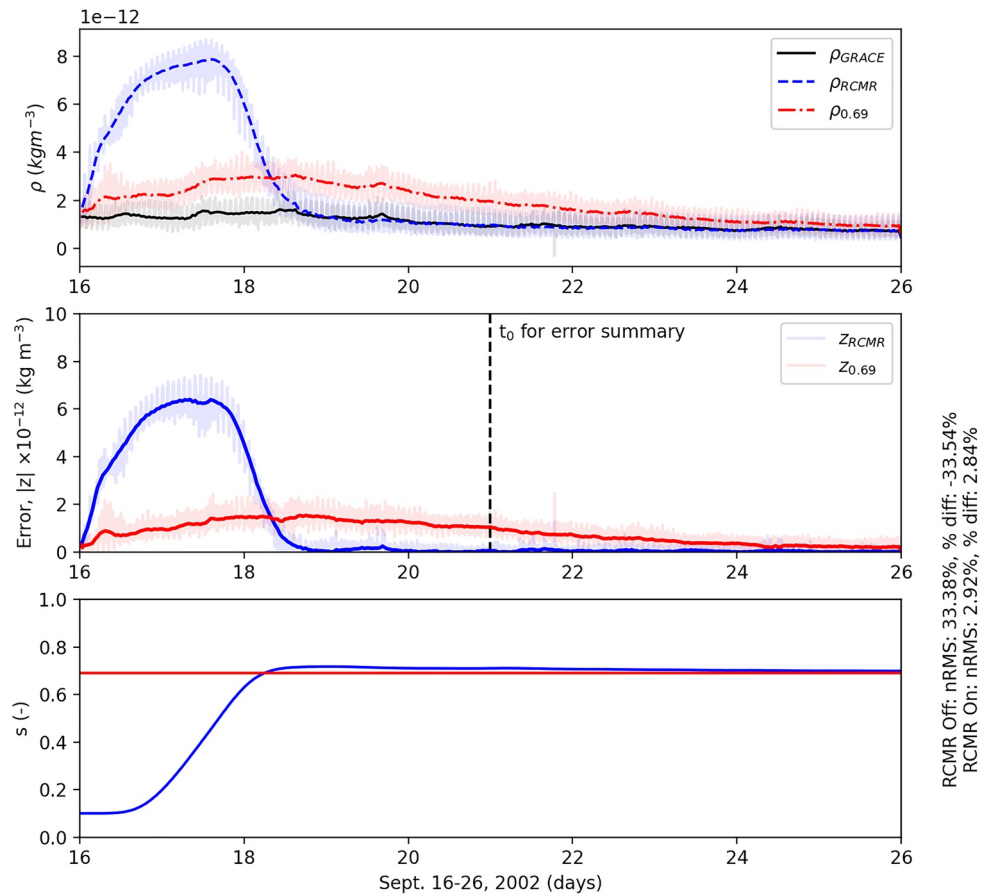 1e−12
ρ (kgm⁻³)
8
6
4
2
0
ρGRACE
ρRCMR
ρ0.69
16 18 20 22 24 26
Error, |z| ×10⁻¹² (kg m⁻³)
10
8
6
4
2
0
t₀ for error summary
zRCMR
z0.69
16 18 20 22 24 26
s (-)
1.0
0.8
0.6
0.4
0.2
0.0
16 18 20 22 24 26
Sept. 16-26, 2002 (days)
RCMR Off: nRMS: 33.38%, % diff: -33.54%
RCMR On: nRMS: 2.92%, % diff: 2.84%